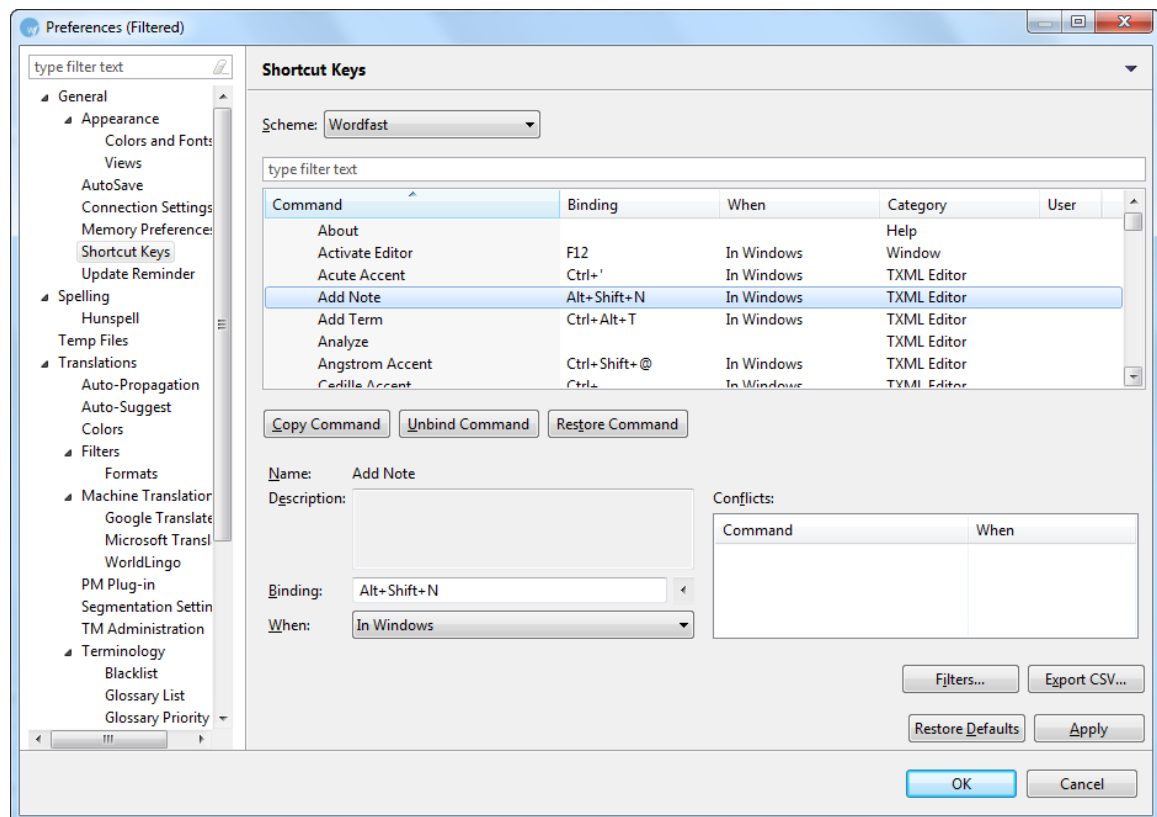 Preferences (Filtered)
type filter text
General
Appearance
Colors and Fonts
Views
AutoSave
Connection Settings
Memory Preferences
Shortcut Keys
Update Reminder
Spelling
Hunspell
Temp Files
Translations
Auto-Propagation
Auto-Suggest
Colors
Filters
Formats
Machine Translation
Google Translate
Microsoft Transl
WorldLingo
PM Plug-in
Segmentation Settin
TM Administration
Terminology
Blacklist
Glossary List
Glossary Priority
Shortcut Keys
Scheme: Wordfast
type filter text
Command Binding When Category User
About Help
Activate Editor F12 In Windows Window
Acute Accent Ctrl+' In Windows TXML Editor
Add Note Alt+Shift+N In Windows TXML Editor
Add Term Ctrl+Alt+T In Windows TXML Editor
Analyze TXML Editor
Angstrom Accent Ctrl+Shift+@ In Windows TXML Editor
Cedille Accent Ctrl+, In Windows TXML Editor
Copy Command Unbind Command Restore Command
Name: Add Note
Description:
Binding: Alt+Shift+N
When: In Windows
Conflicts:
Command When
Filters... Export CSV...
Restore Defaults Apply
OK Cancel